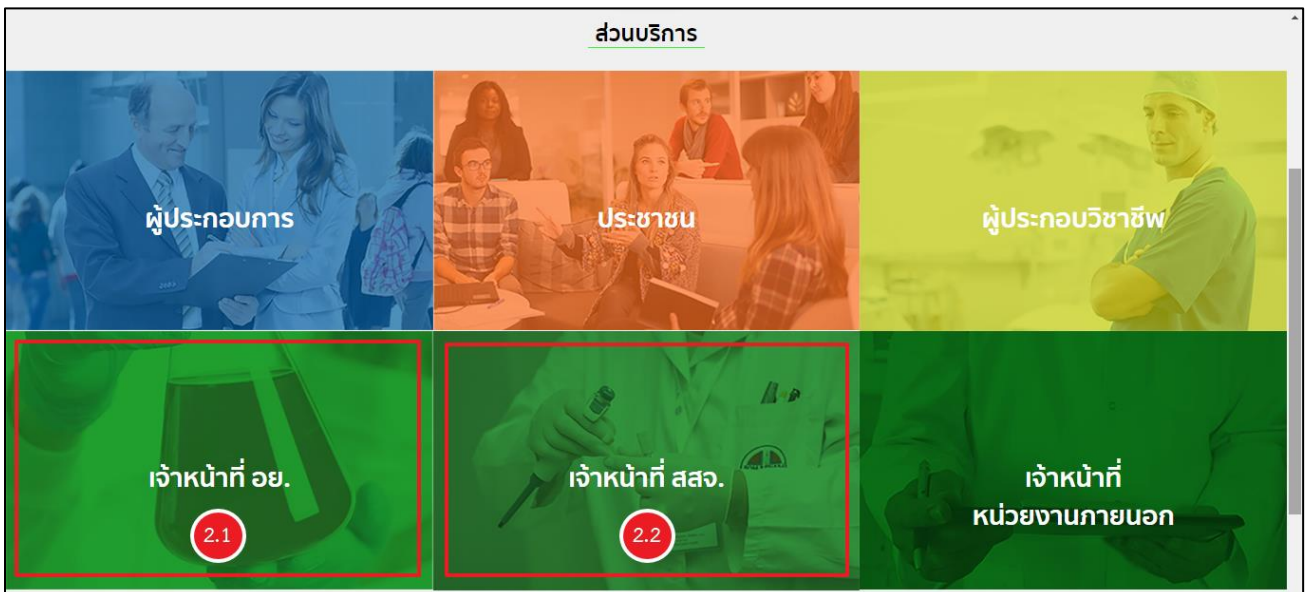 ส่วนบริการ
ผู้ประกอบการ
ประชาชน
ผู้ประกอบวิชาชีพ
เจ้าหน้าที่ อย.
2.1
เจ้าหน้าที่ สสจ.
2.2
เจ้าหน้าที่
หน่วยงานภายนอก